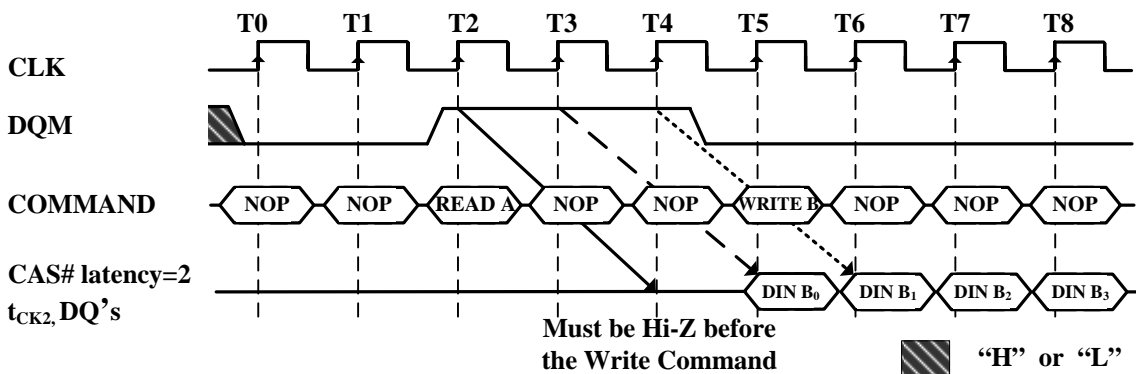 T0 T1 T2 T3 T4 T5 T6 T7 T8
CLK
DQM
COMMAND NOP NOP READ A NOP NOP WRITE B NOP NOP NOP
CAS# latency=2
tCK2, DQ’s DIN B0 DIN B1 DIN B2 DIN B3
Must be Hi-Z before
the Write Command
“H” or “L”